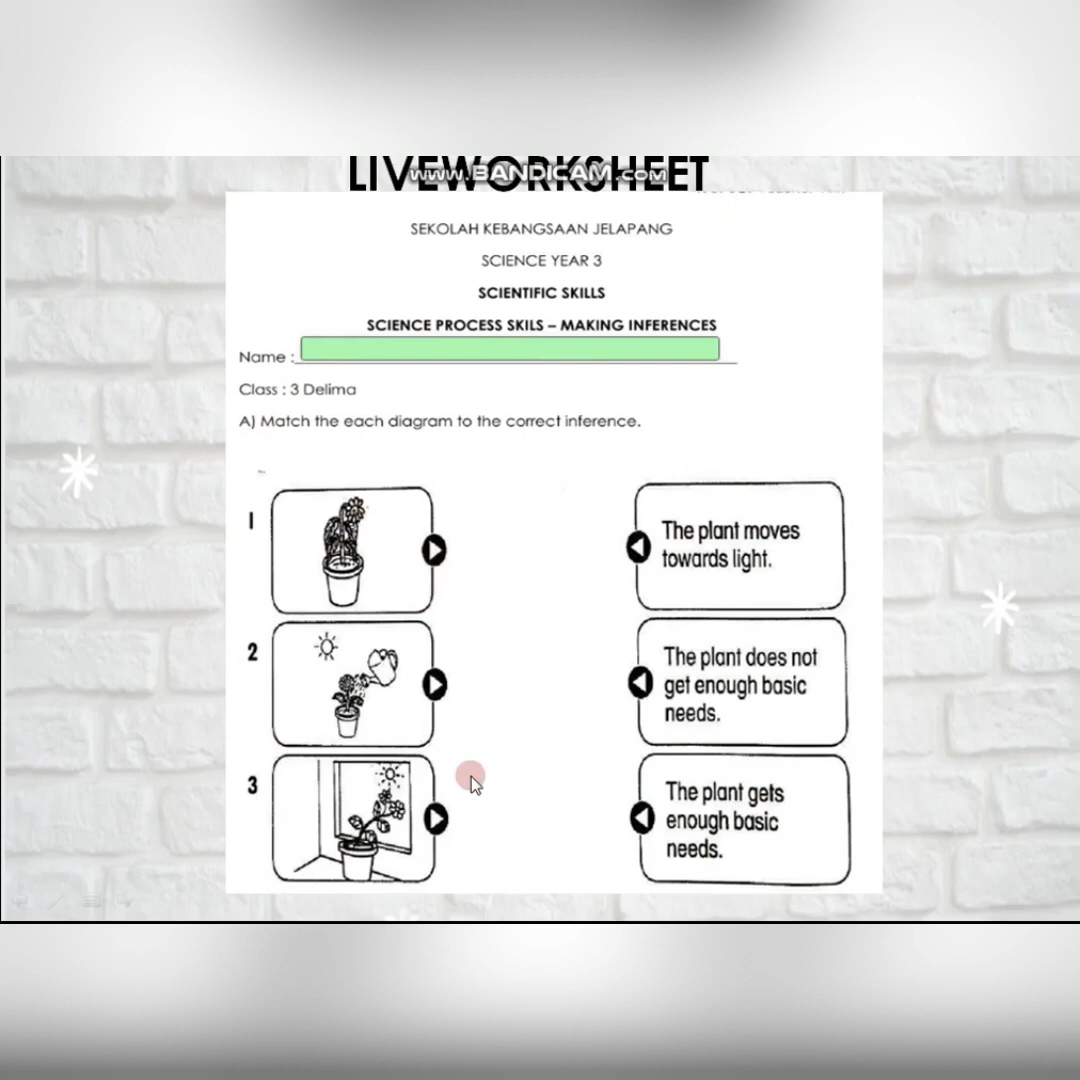 LIVEWORKSHEET
www.BANDICAM.com
SEKOLAH KEBANGSAAN JELAPANG
SCIENCE YEAR 3
SCIENTIFIC SKILLS
SCIENCE PROCESS SKILS – MAKING INFERENCES
Name :
Class : 3 Delima
A) Match the each diagram to the correct inference.
1
The plant moves
towards light.
2
The plant does not
get enough basic
needs.
3
The plant gets
enough basic
needs.